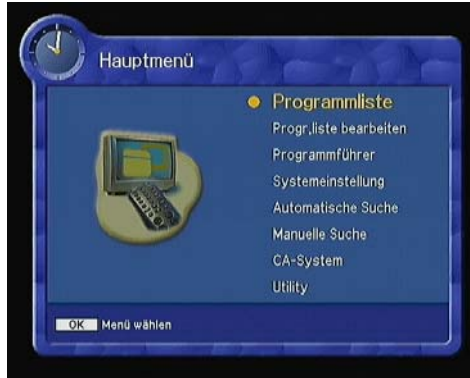 Hauptmenü
Programmliste
Progr,liste bearbeiten
Programmführer
Systemeinstellung
Automatische Suche
Manuelle Suche
CA-System
Utility
OK Menü wählen